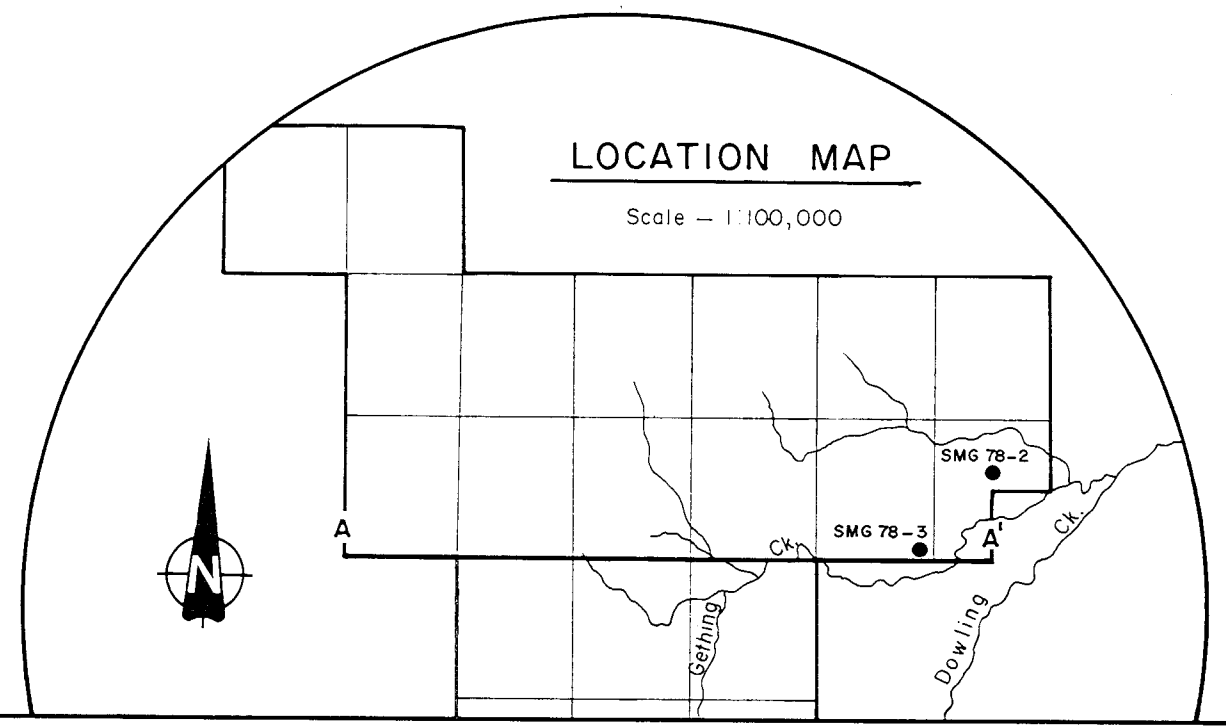 LOCATION MAP
Scale — 1:100,000
SMG 78-2
A
SMG 78-3
Ck.
A'
Ck.
N
Gething
Dowling